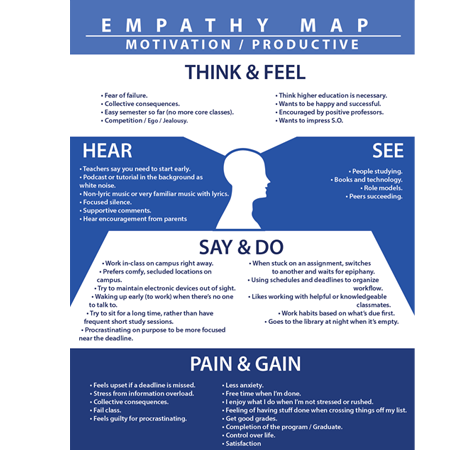 EMPATHY MAP
MOTIVATION / PRODUCTIVE
THINK & FEEL
• Fear of failure.
• Collective consequences.
• Easy semester so far (no more core classes).
• Competition / Ego / Jealousy.
• Think higher education is necessary.
• Wants to be happy and successful.
• Encouraged by positive professors.
• Wants to impress S.O.
HEAR
• Teachers say you need to start early.
• Podcast or tutorial in the background as
white noise.
• Non-lyric music or very familiar music with lyrics.
• Focused silence.
• Supportive comments.
• Hear encouragement from parents
SEE
• People studying.
• Books and technology.
• Role models.
• Peers succeeding.
SAY & DO
• Work in-class on campus right away.
• Prefers comfy, secluded locations on
campus.
• Try to maintain electronic devices out of sight.
• Waking up early (to work) when there's no one
to talk to.
• Try to sit for a long time, rather than have
frequent short study sessions.
• Procrastinating on purpose to be more focused
near the deadline.
• When stuck on an assignment, switches
to another and waits for epiphany.
• Using schedules and deadlines to organize
workflow.
• Likes working with helpful or knowledgeable
classmates.
• Work habits based on what's due first.
• Goes to the library at night when it's empty.
PAIN & GAIN
• Feels upset if a deadline is missed.
• Stress from information overload.
• Collective consequences.
• Fail class.
• Feels guilty for procrastinating.
• Less anxiety.
• Free time when I'm done.
• I enjoy what I do when I'm not stressed or rushed.
• Feeling of having stuff done when crossing things off my list.
• Get good grades.
• Completion of the program / Graduate.
• Control over life.
• Satisfaction